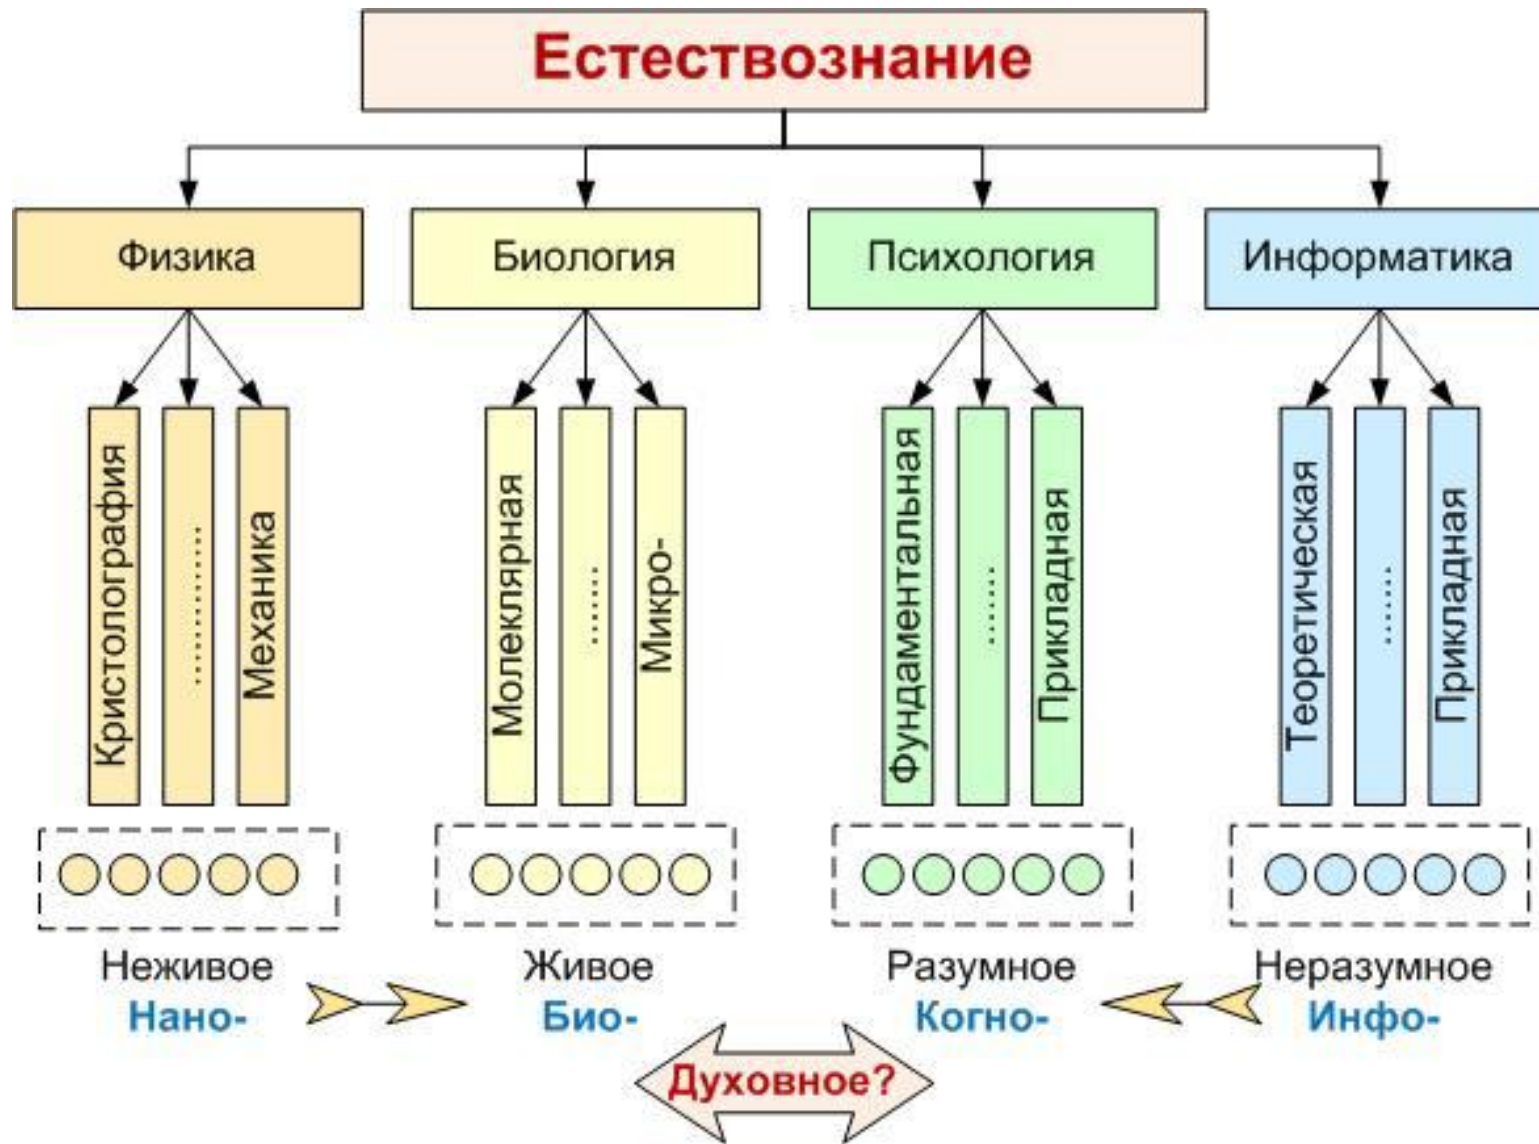 Естествознание
Физика
Биология
Психология
Информатика
Кристолография
.............
Механика
Молеклярная
.......
Микро-
Фундаментальная
.......
Прикладная
Теоретическая
.......
Прикладная
Неживое
Живое
Разумное
Неразумное
Нано-
Био-
Когно-
Инфо-
Духовное?